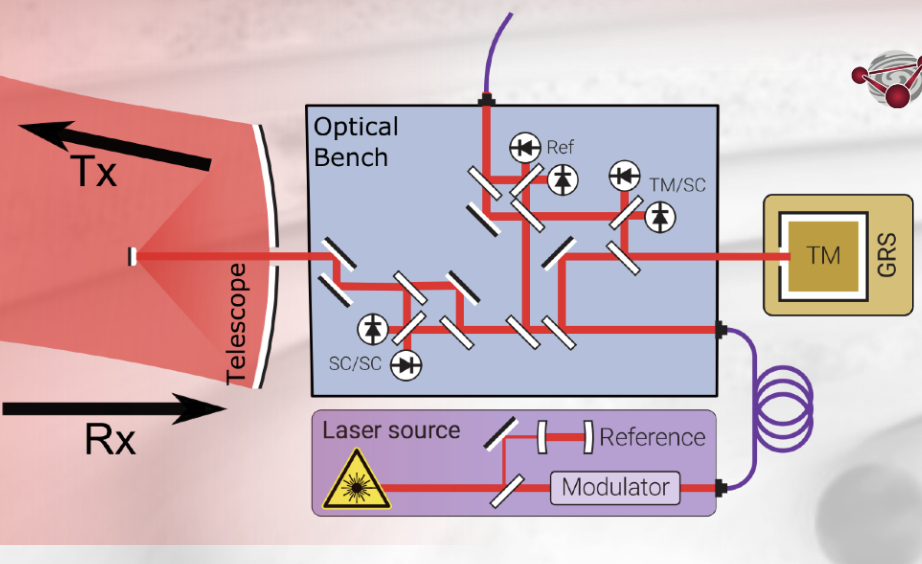 Optical
Bench
Tx
Ref
TM/SC
TM
GRS
Telescope
SC/SC
Rx
Laser source
Reference
Modulator